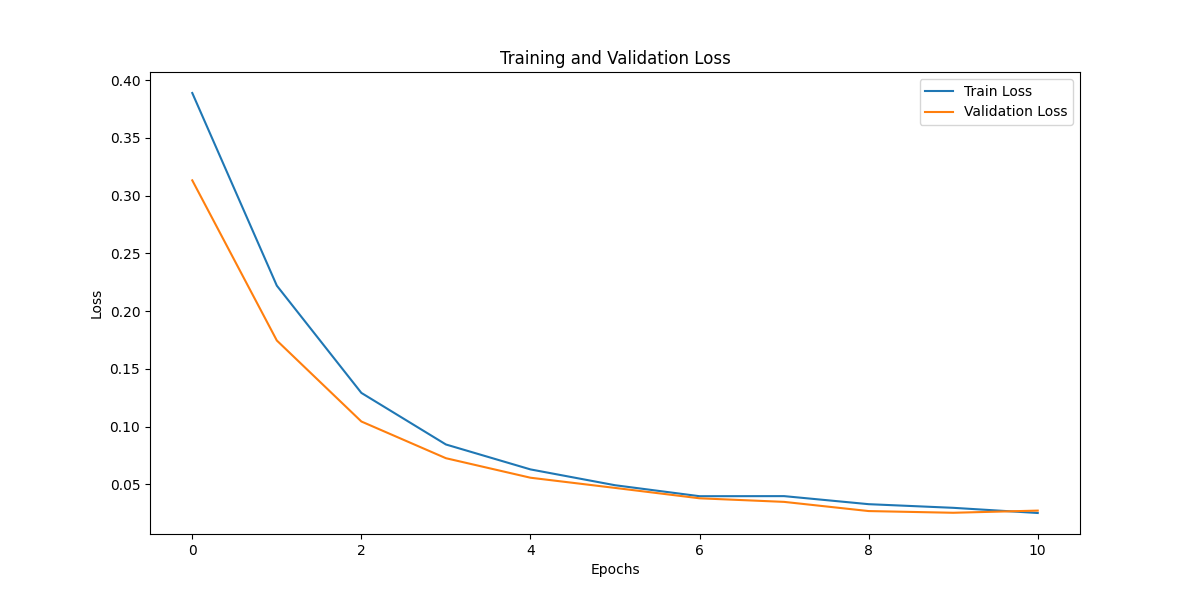 Training and Validation Loss
Train Loss
Validation Loss
0.40
0.35
0.30
0.25
0.20
0.15
0.10
0.05
Loss
0 2 4 6 8 10
Epochs